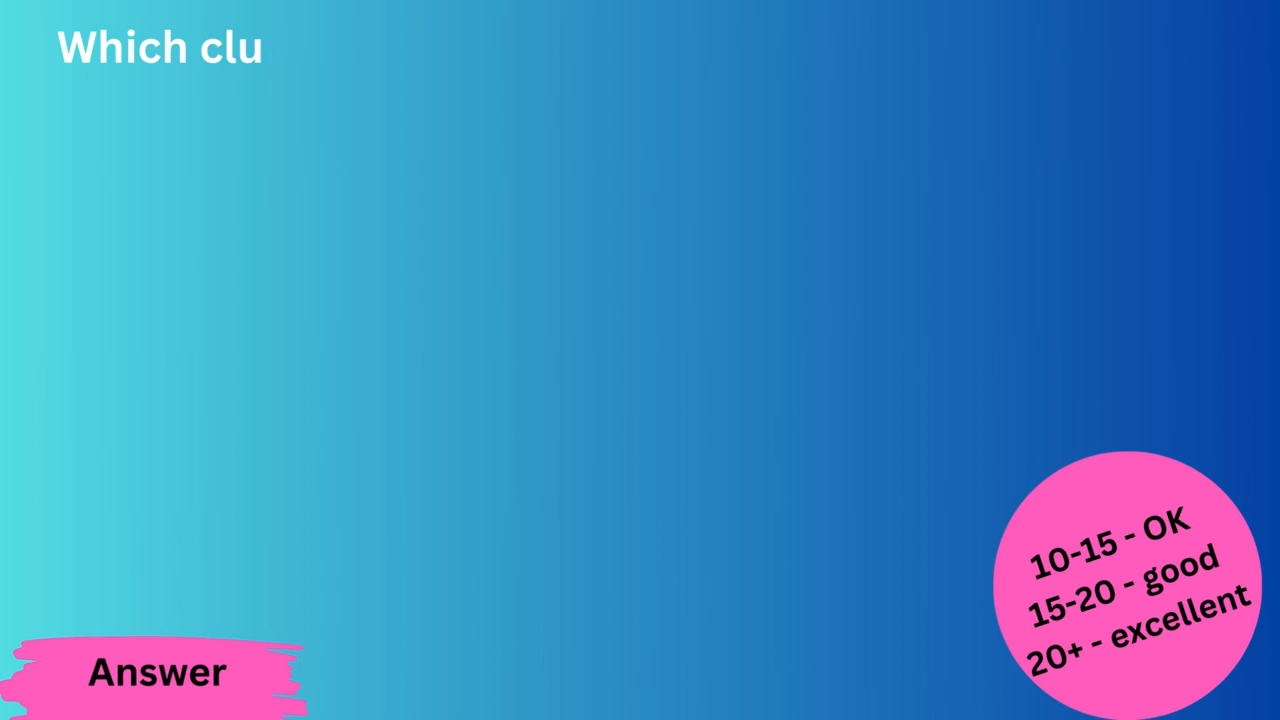 Which clu
10-15 - OK
15-20 - good
20+ - excellent
Answer